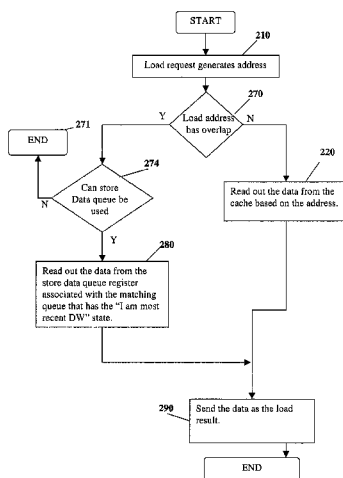 START
210
Load request generates address
270
Load address
has overlap
Y
N
271
END
274
Can store
Data queue be
used
N
Y
220
Read out the data from the
cache based on the address.
280
Read out the data from the
store data queue register
associated with the matching
queue that has the “I am most
recent DW” state.
290
Send the data as the load
result.
END